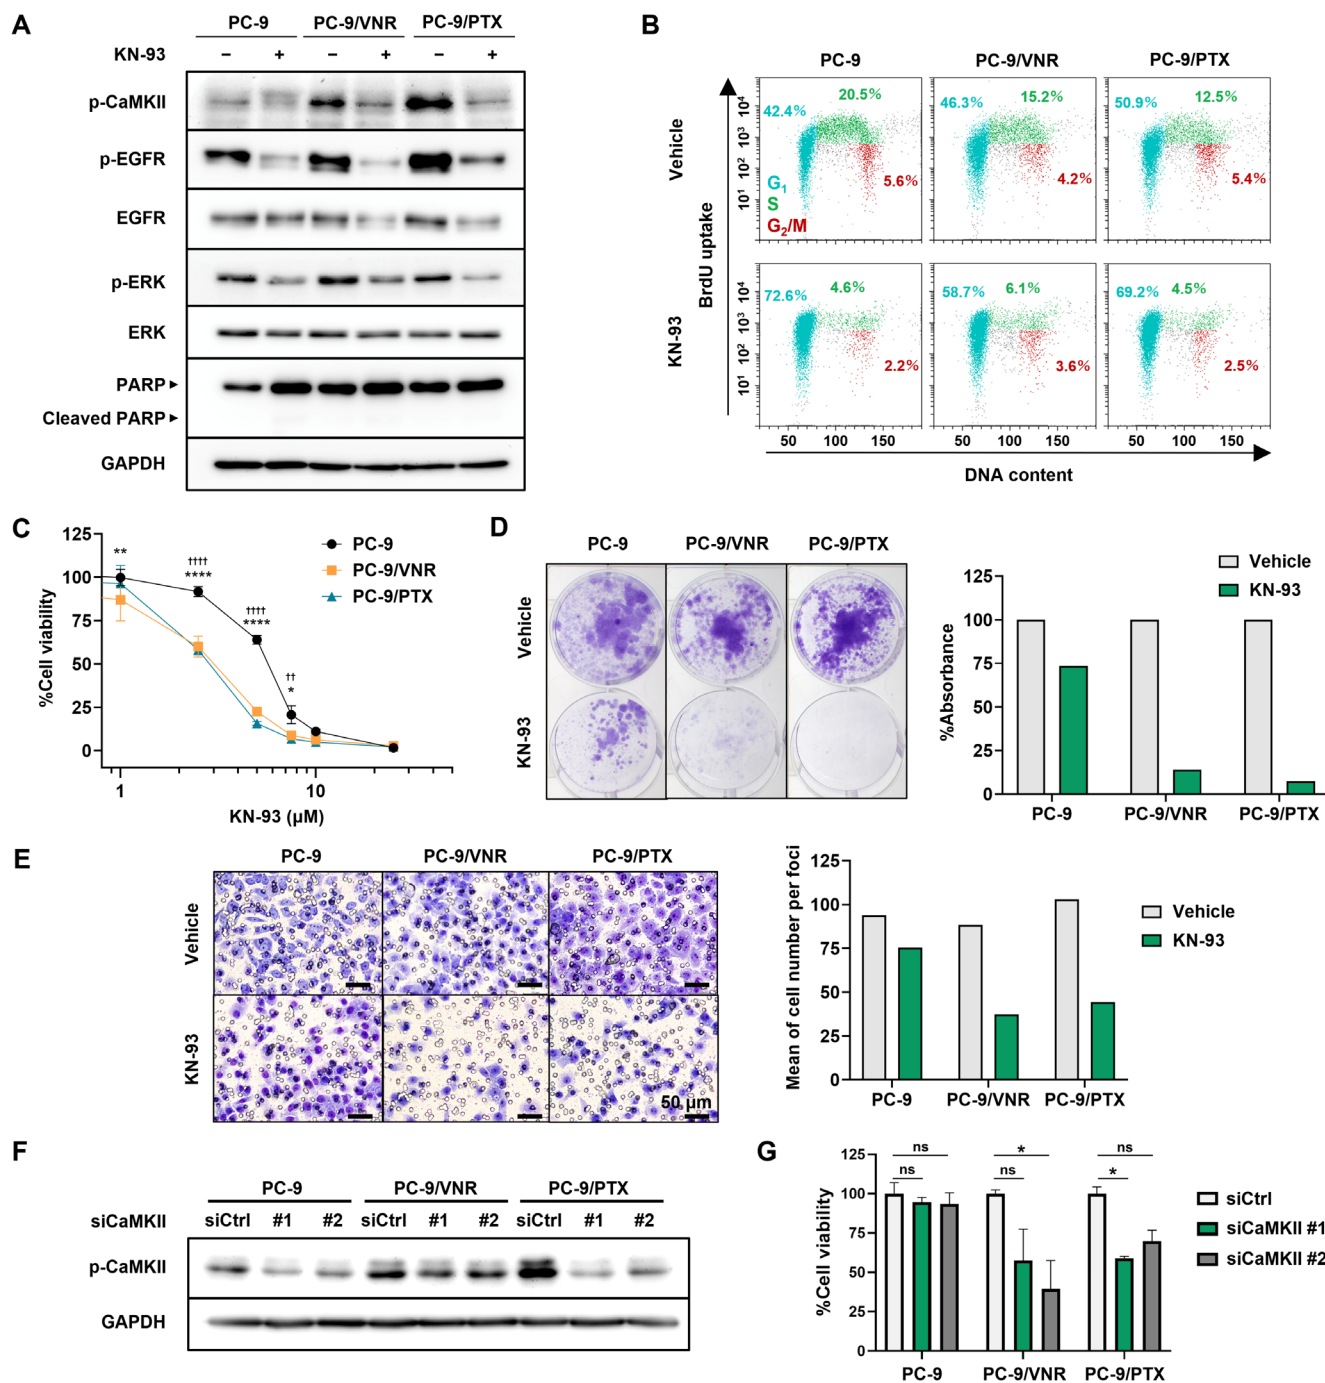 A
PC-9 PC-9/VNR PC-9/PTX
KN-93 – + – + – +
p-CaMKII
p-EGFR
EGFR
p-ERK
ERK
PARP
Cleaved PARP
GAPDH
B
PC-9 PC-9/VNR PC-9/PTX
Vehicle
KN-93
BrdU uptake
10⁴
10³
10²
10¹
42.4% 20.5% 5.6%
G₁
S
G₂/M
46.3% 15.2% 4.2%
50.9% 12.5% 5.4%
10⁴
10³
10²
10¹
72.6% 4.6% 2.2%
58.7% 6.1% 3.6%
69.2% 4.5% 2.5%
50 100 150 50 100 150 50 100 150
DNA content
C
%Cell viability
125
100
75
50
25
0
1 10
KN-93 (µM)
**
††††
****
††††
****
††
*
PC-9
PC-9/VNR
PC-9/PTX
D
PC-9 PC-9/VNR PC-9/PTX
Vehicle
KN-93
%Absorbance
125
100
75
50
25
0
PC-9 PC-9/VNR PC-9/PTX
Vehicle
KN-93
E
PC-9 PC-9/VNR PC-9/PTX
Vehicle
KN-93
50 µm
Mean of cell number per foci
125
100
75
50
25
0
PC-9 PC-9/VNR PC-9/PTX
Vehicle
KN-93
F
PC-9 PC-9/VNR PC-9/PTX
siCaMKII siCtrl #1 #2 siCtrl #1 #2 siCtrl #1 #2
p-CaMKII
GAPDH
G
%Cell viability
125
100
75
50
25
0
ns * ns
ns ns *
PC-9 PC-9/VNR PC-9/PTX
siCtrl
siCaMKII #1
siCaMKII #2